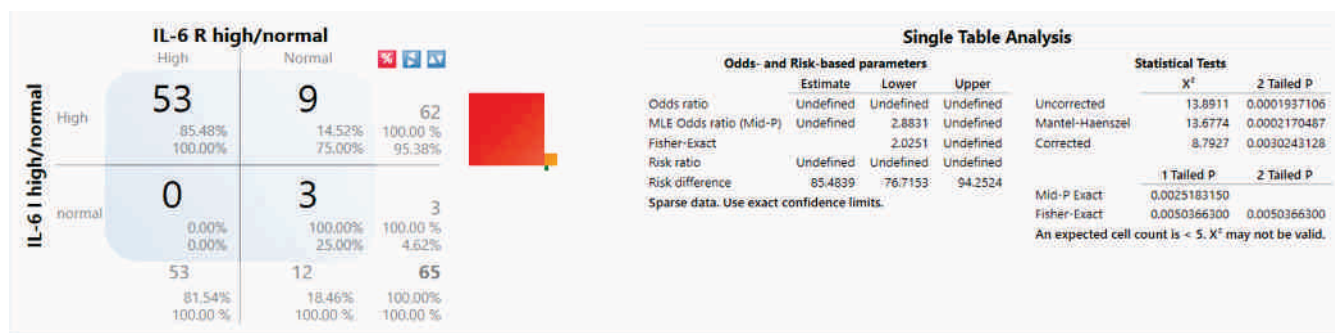 IL-6 R high/normal
High Normal
IL-6 I high/normal
High 53 9 62
85.48% 14.52% 100.00 %
100.00% 75.00% 95.38%
normal 0 3 3
0.00% 100.00% 100.00 %
0.00% 25.00% 4.62%
53 12 65
81.54% 18.46% 100.00%
100.00 % 100.00 % 100.00 %
Single Table Analysis
Odds- and Risk-based parameters
Estimate Lower Upper
Odds ratio Undefined Undefined Undefined
MLE Odds ratio (Mid-P) Undefined 2.8831 Undefined
Fisher-Exact 2.0251 Undefined
Risk ratio Undefined Undefined Undefined
Risk difference 85.4839 76.7153 94.2524
Sparse data. Use exact confidence limits.
Statistical Tests
X² 2 Tailed P
Uncorrected 13.8911 0.0001937106
Mantel-Haenszel 13.6774 0.0002170487
Corrected 8.7927 0.0030243128
1 Tailed P 2 Tailed P
Mid-P Exact 0.0025183150
Fisher-Exact 0.0050366300 0.0050366300
An expected cell count is < 5. X² may not be valid.